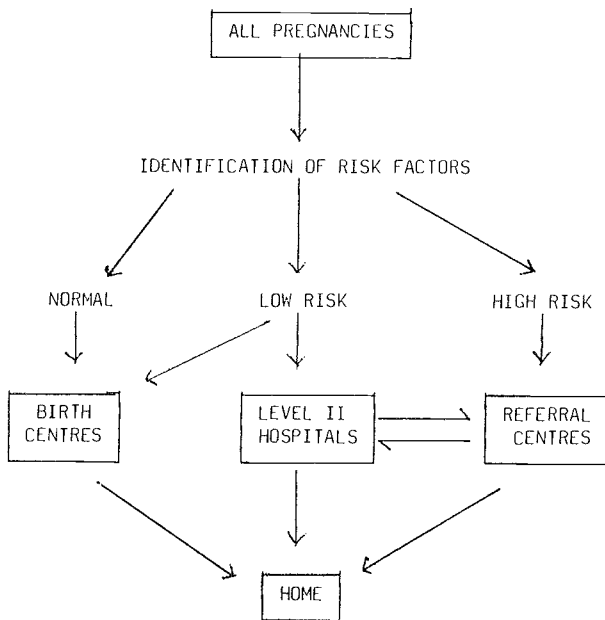 ALL PREGNANCIES
IDENTIFICATION OF RISK FACTORS
NORMAL
LOW RISK
HIGH RISK
BIRTH
CENTRES
LEVEL II
HOSPITALS
REFERRAL
CENTRES
HOME